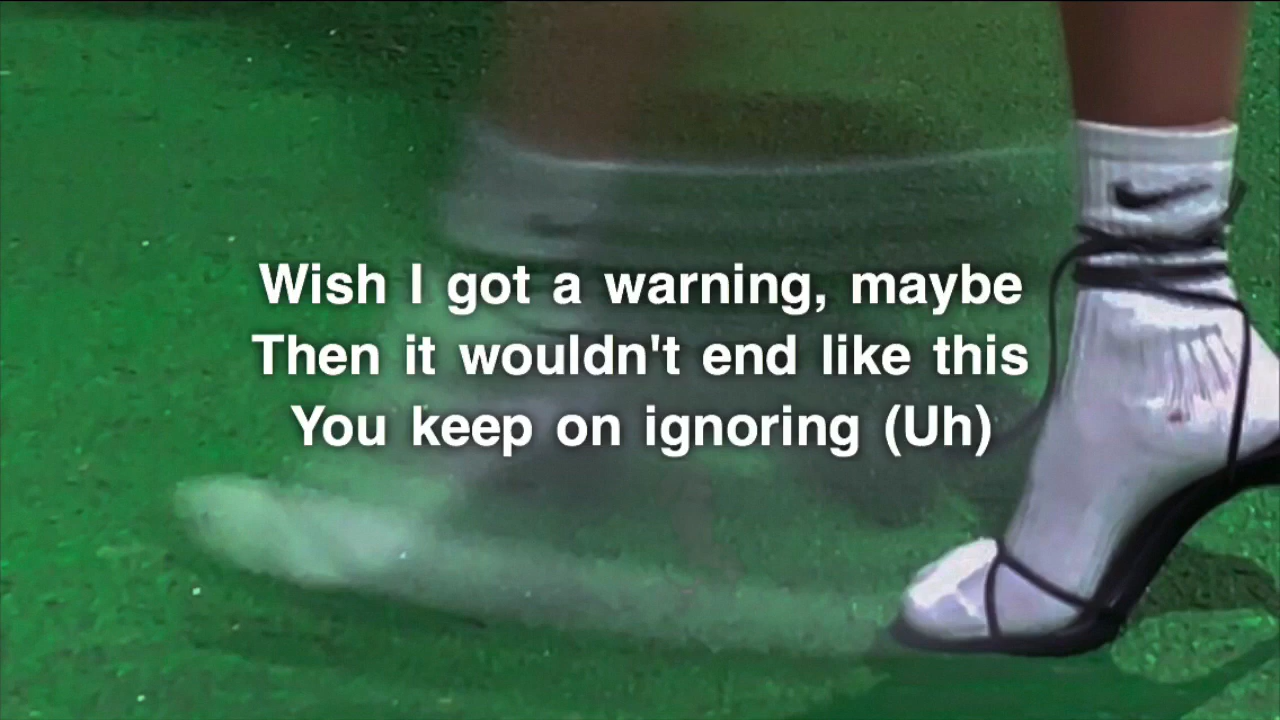 Wish I got a warning, maybe
Then it wouldn't end like this
You keep on ignoring (Uh)